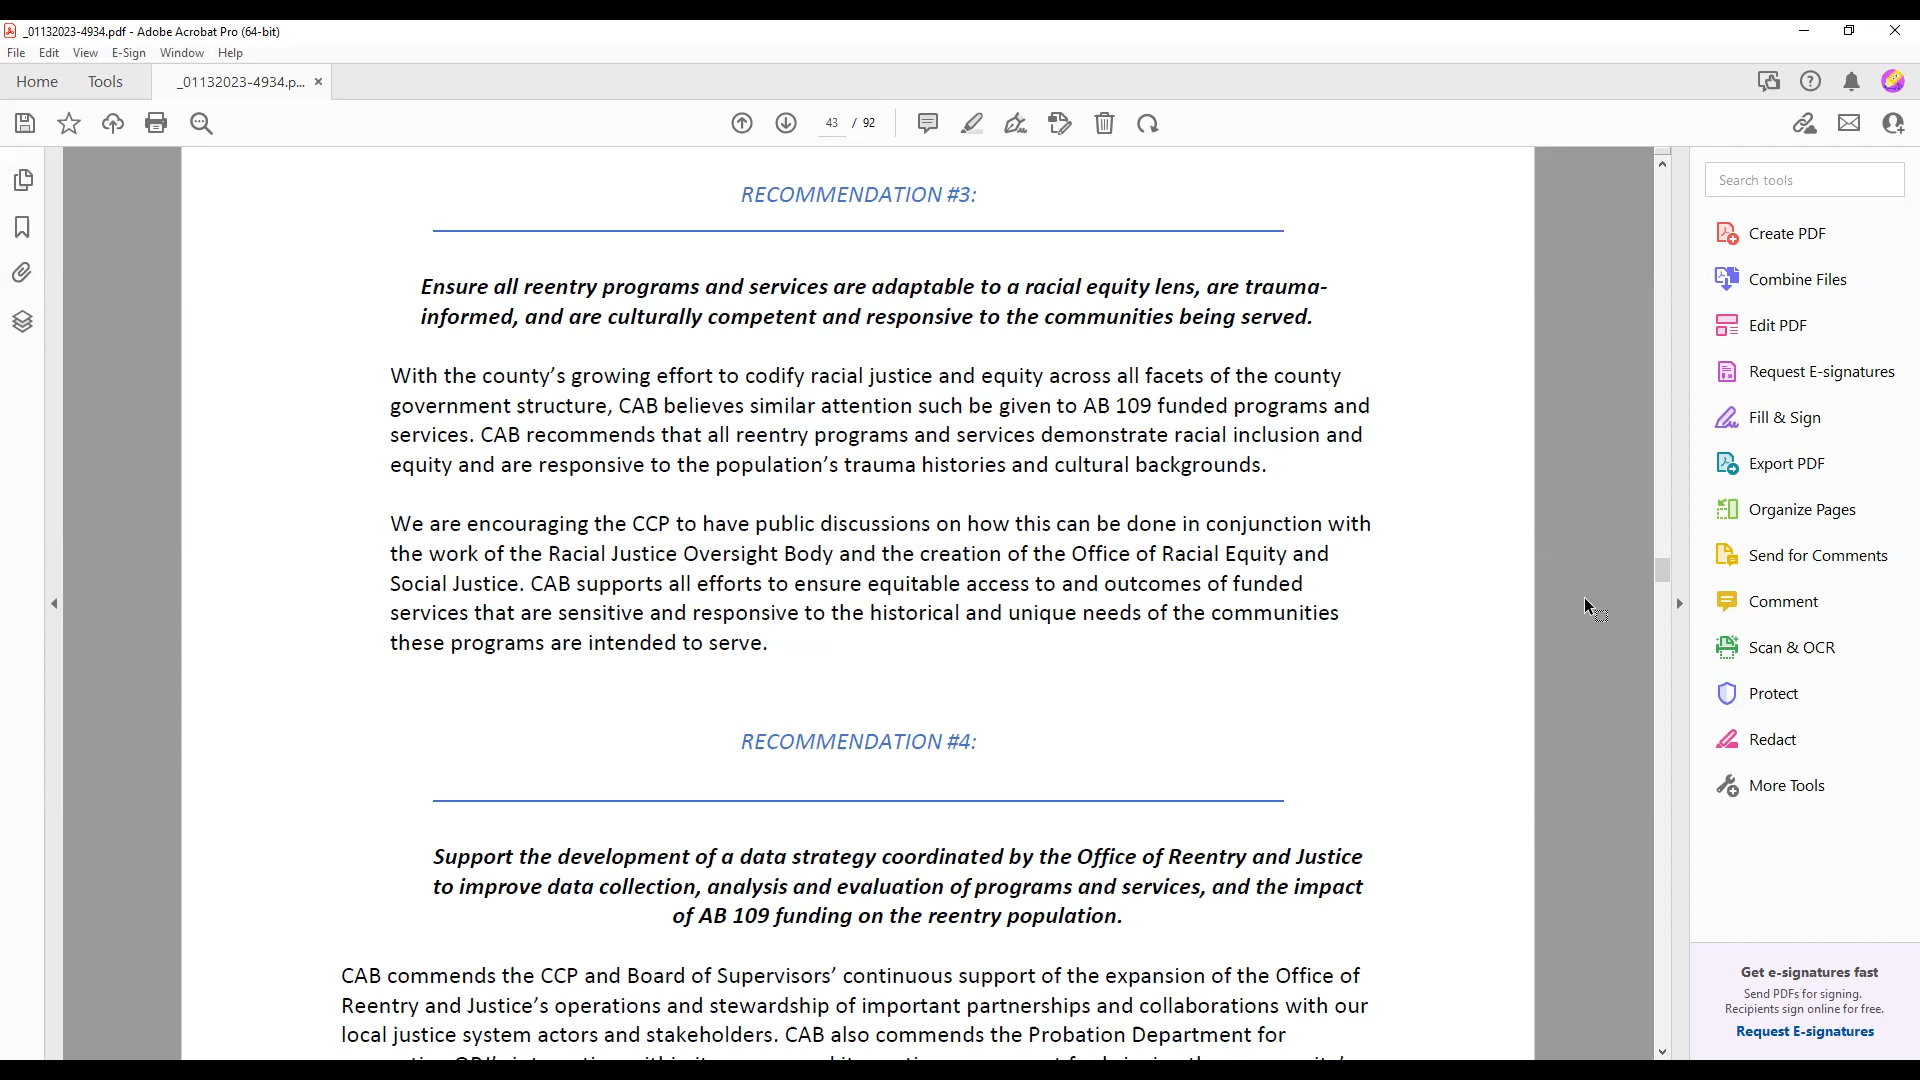 _01132023-4934.pdf - Adobe Acrobat Pro (64-bit)
File Edit View E-Sign Window Help
Home Tools _01132023-4934.p... ×
43 / 92
Search tools
Create PDF
Combine Files
Edit PDF
Request E-signatures
Fill & Sign
Export PDF
Organize Pages
Send for Comments
Comment
Scan & OCR
Protect
Redact
More Tools
Get e-signatures fast
Send PDFs for signing.
Recipients sign online for free.
Request E-signatures
RECOMMENDATION #3:
Ensure all reentry programs and services are adaptable to a racial equity lens, are trauma-
informed, and are culturally competent and responsive to the communities being served.
With the county’s growing effort to codify racial justice and equity across all facets of the county
government structure, CAB believes similar attention such be given to AB 109 funded programs and
services. CAB recommends that all reentry programs and services demonstrate racial inclusion and
equity and are responsive to the population’s trauma histories and cultural backgrounds.
We are encouraging the CCP to have public discussions on how this can be done in conjunction with
the work of the Racial Justice Oversight Body and the creation of the Office of Racial Equity and
Social Justice. CAB supports all efforts to ensure equitable access to and outcomes of funded
services that are sensitive and responsive to the historical and unique needs of the communities
these programs are intended to serve.
RECOMMENDATION #4:
Support the development of a data strategy coordinated by the Office of Reentry and Justice
to improve data collection, analysis and evaluation of programs and services, and the impact
of AB 109 funding on the reentry population.
CAB commends the CCP and Board of Supervisors’ continuous support of the expansion of the Office of
Reentry and Justice’s operations and stewardship of important partnerships and collaborations with our
local justice system actors and stakeholders. CAB also commends the Probation Department for